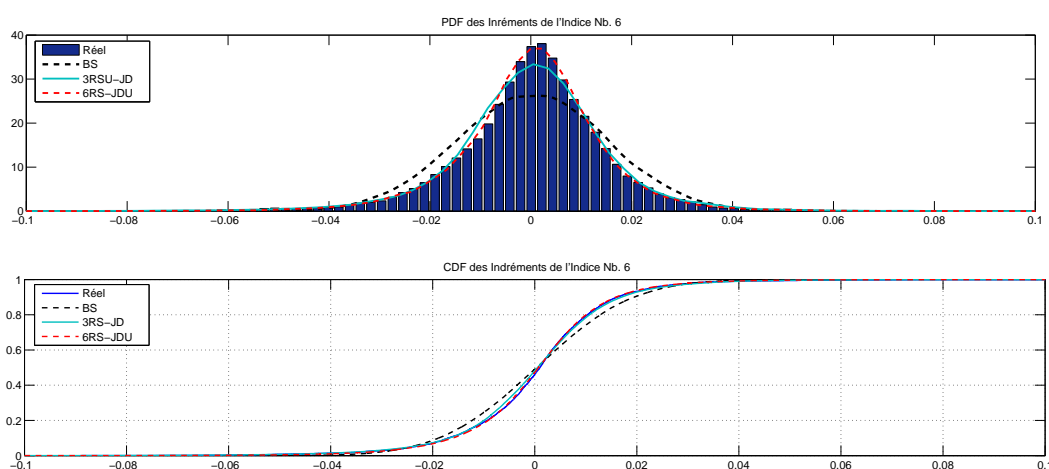 PDF des Inréments de l'Indice Nb. 6
40
30
20
10
0
Réel
BS
3RSU−JD
6RS−JDU
−0.1 −0.08 −0.06 −0.04 −0.02 0 0.02 0.04 0.06 0.08 0.1
CDF des Indréments de l'Indice Nb. 6
1
0.8
0.6
0.4
0.2
0
Réel
BS
3RS−JD
6RS−JDU
−0.1 −0.08 −0.06 −0.04 −0.02 0 0.02 0.04 0.06 0.08 0.1